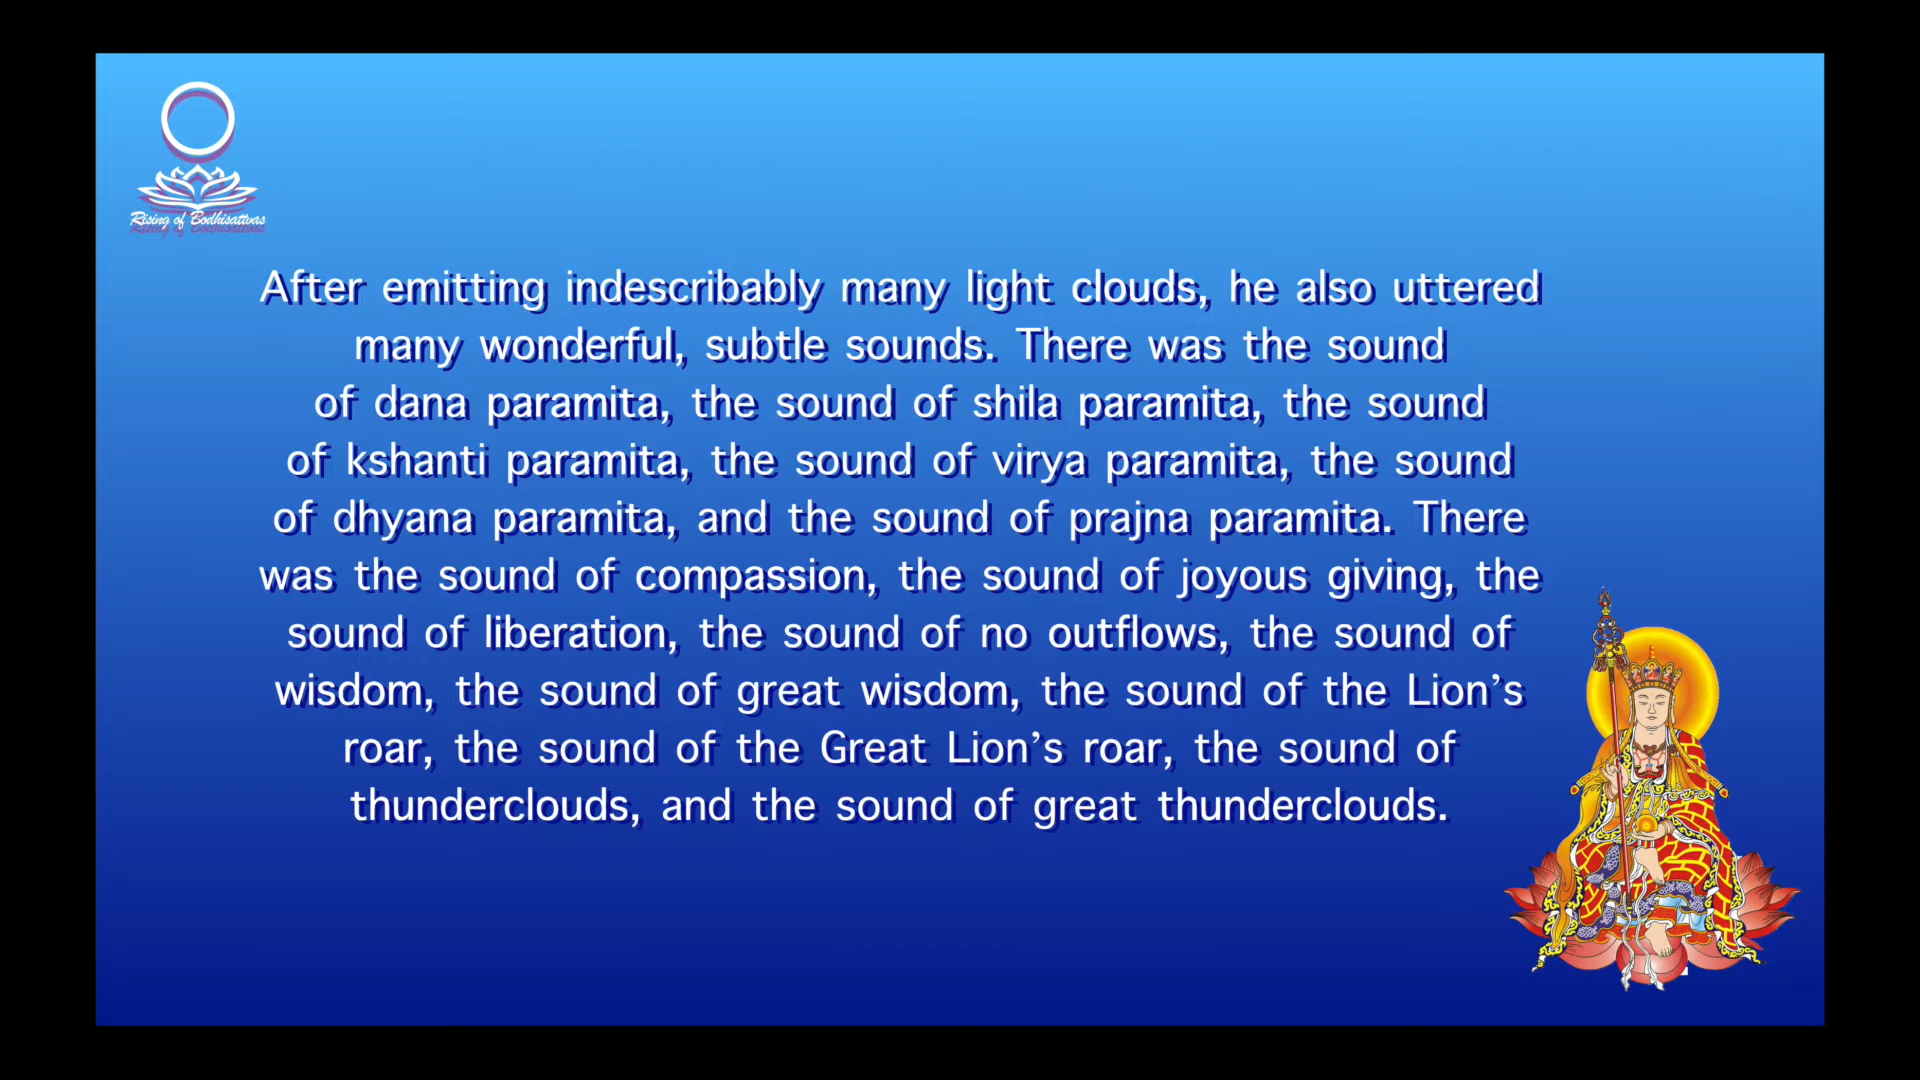 Rising of Bodhisattvas
After emitting indescribably many light clouds, he also uttered
many wonderful, subtle sounds. There was the sound
of dana paramita, the sound of shila paramita, the sound
of kshanti paramita, the sound of virya paramita, the sound
of dhyana paramita, and the sound of prajna paramita. There
was the sound of compassion, the sound of joyous giving, the
sound of liberation, the sound of no outflows, the sound of
wisdom, the sound of great wisdom, the sound of the Lion’s
roar, the sound of the Great Lion’s roar, the sound of
thunderclouds, and the sound of great thunderclouds.